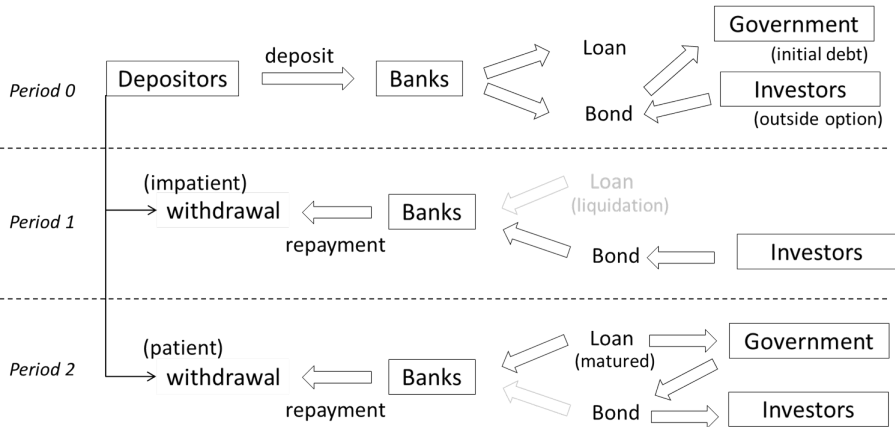 Period 0
Depositors
deposit
Banks
Loan
Bond
Government
(initial debt)
Investors
(outside option)
Period 1
(impatient)
withdrawal
repayment
Banks
Loan
(liquidation)
Bond
Investors
Period 2
(patient)
withdrawal
repayment
Banks
Loan
(matured)
Bond
Government
Investors